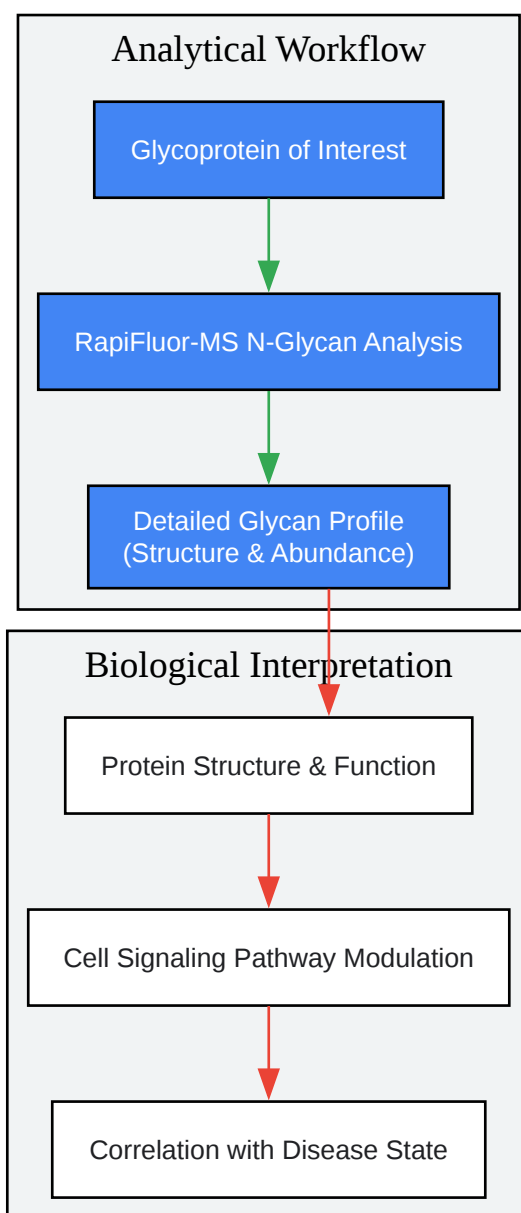 Analytical Workflow
Glycoprotein of Interest
RapiFluor-MS N-Glycan Analysis
Detailed Glycan Profile
(Structure & Abundance)
Biological Interpretation
Protein Structure & Function
Cell Signaling Pathway Modulation
Correlation with Disease State